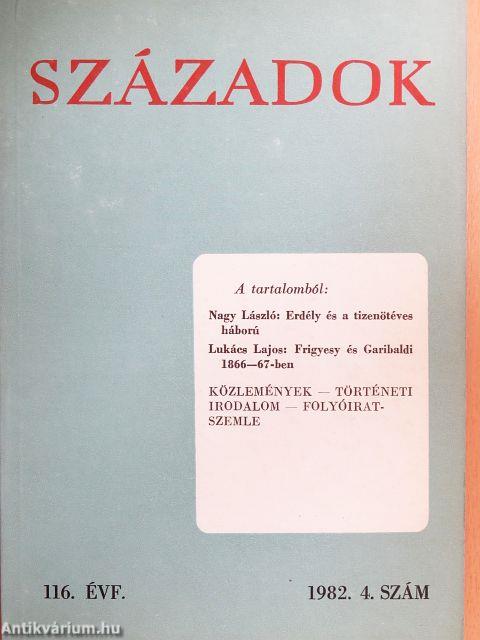 SZÁZADOK
A tartalomból:
Nagy László: Erdély és a tizenötéves
háború
Lukács Lajos: Frigyesy és Garibaldi
1866—67-ben
KÖZLEMÉNYEK — TÖRTÉNETI
IRODALOM — FOLYÓIRAT-
SZEMLE
116. ÉVF.
1982. 4. SZÁM
Antikvárium.hu